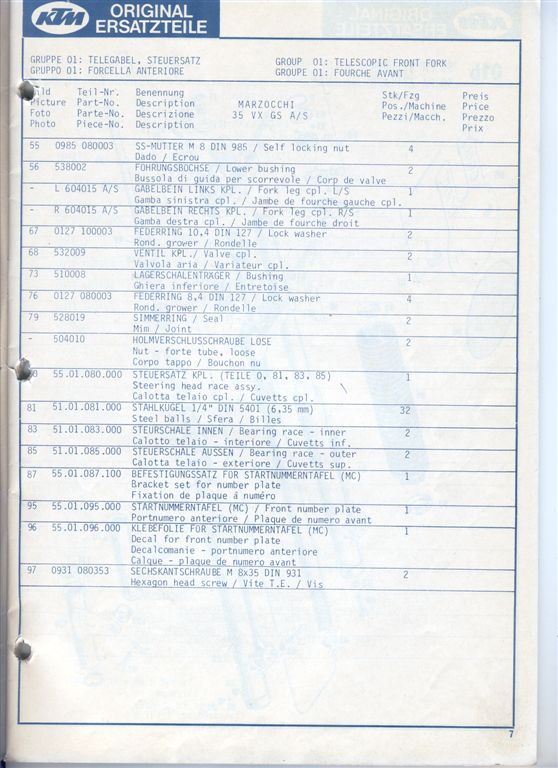 KTM
ORIGINAL
ERSATZTEILE
GRUPPE 01: TELEGABEL, STEUERSATZ
GRUPPO 01: FORCELLA ANTERIORE
GROUP 01: TELESCOPIC FRONT FORK
GROUPE 01: FOURCHE AVANT
ild Teil-Nr. Benennung Stk/Fzg Preis
Picture Part-No. Description MARZOCCHI Pos./Machine Price
Foto Parte-No. Descrizione 35 VX GS A/S Pezzi/Macch. Prezzo
Photo Piece-No. Description Prix
55 0985 080003 SS-MUTTER M 8 DIN 985 / Self locking nut 4
Dado / Ecrou
56 538002 FÜHRUNGSBÜCHSE / Lower bushing 2
Bussola di guida per scorrevole / Corp de valve
- L 604015 A/S GABELBEIN LINKS KPL. / Fork leg cpl. L/S 1
Gamba sinistra cpl. / Jambe de fourche gauche cpl.
- R 604015 A/S GABELBEIN RECHTS KPL. / Fork leg cpl. R/S 1
Gamba destra cpl. / Jambe de fourche droit
67 0127 100003 FEDERRING 10,4 DIN 127 / Lock washer 2
Rond. grower / Rondelle
68 532009 VENTIL KPL./ Valve cpl. 2
Valvola aria / Variateur cpl.
73 510008 LAGERSCHALENTRÄGER / Bushing 1
Ghiera inferiore / Entretoise
76 0127 080003 FEDERRING 8,4 DIN 127 / Lock washer 4
Rond. grower / Rondelle
79 528019 SIMMERRING / Seal 2
Mim / Joint
- 504010 HOLMVERSCHLUSSCHRAUBE LOSE 2
Nut - forte tube, loose
Corpo tappo / Bouchon nu
0 55.01.080.000 STEUERSATZ KPL. (TEILE 0, 81, 83, 85) 1
Steering head race assy.
Calotta telaio cpl. / Cuvetts cpl.
81 51.01.081.000 STAHLKUGEL 1/4" DIN 5401 (6,35 mm) 32
Steel balls / Sfera / Billes
83 51.01.083.000 STEURSCHALE INNEN / Bearing race - inner 2
Calotto telaio - interiore / Cuvetts inf.
85 51.01.085.000 STEUERSCHALE AUSSEN / Bearing race - outer 2
Calotta telaio - exteriore / Cuvetts sup.
87 55.01.087.100 BEFESTIGUNGSSATZ FÜR STARTNUMMERNTAFEL (MC) 1
Bracket set for number plate
Fixation de plaque á numéro
95 55.01.095.000 STARTNUMMERNTAFEL (MC) / Front number plate 1
Portnumero anteriore / Plaque de numero avant
96 55.01.096.000 KLEBEFOLIE FÜR STARTNUMMERNTAFEL (MC) 1
Decal for front number plate
Decalcomanie - portnumero anteriore
Calque - plaque de numero avant
97 0931 080353 SECHSKANTSCHRAUBE M 8x35 DIN 931 2
Hexagon head screw / Vite T.E. / Vis
7